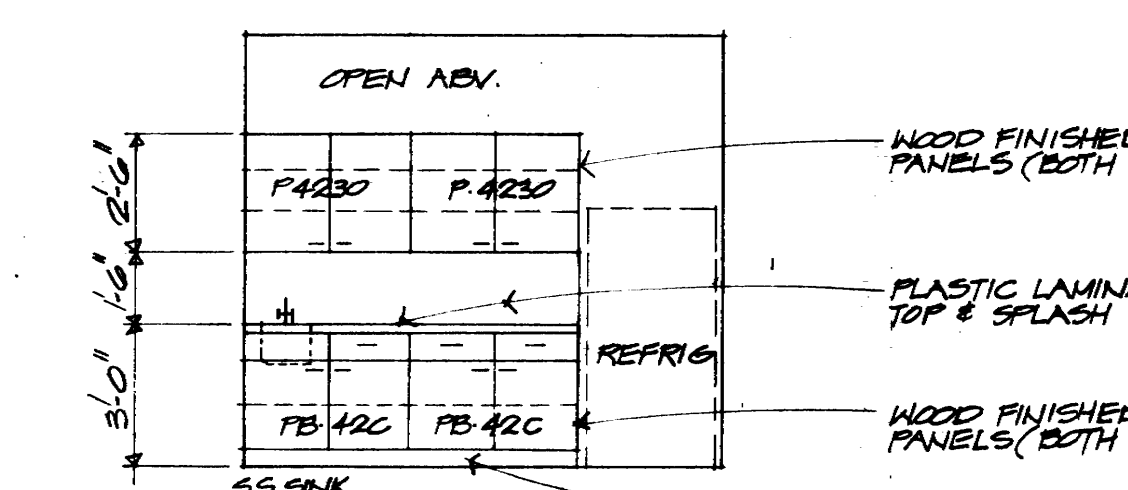 OPEN ABV.
2'-6"
P4230
P.4230
WOOD FINISHED
PANELS (BOTH
1'-6"
PLASTIC LAMIN
TOP & SPLASH
REFRIG
3'-0"
PB-42C
PB-42C
WOOD FINISHED
PANELS (BOTH
SS SINK